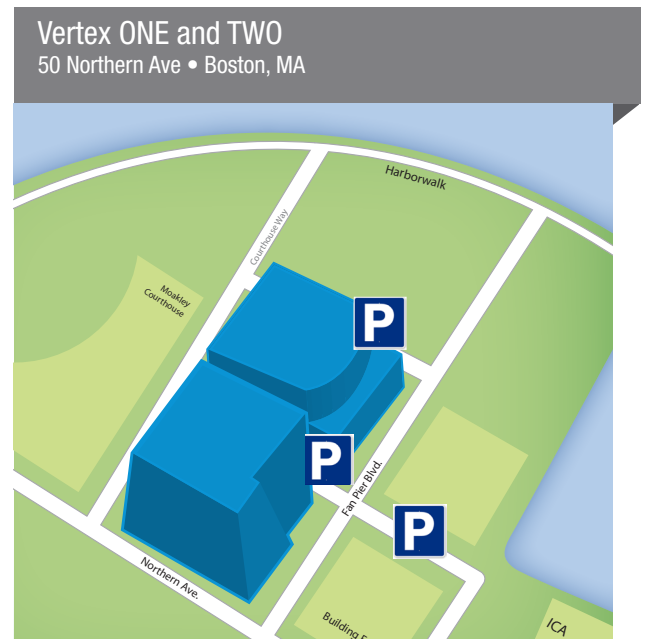 Vertex ONE and TWO
50 Northern Ave • Boston, MA
Harborwalk
Courthouse Way
Moakley
Courthouse
P
P
Fan Pier Blvd.
P
Northern Ave.
Building
ICA